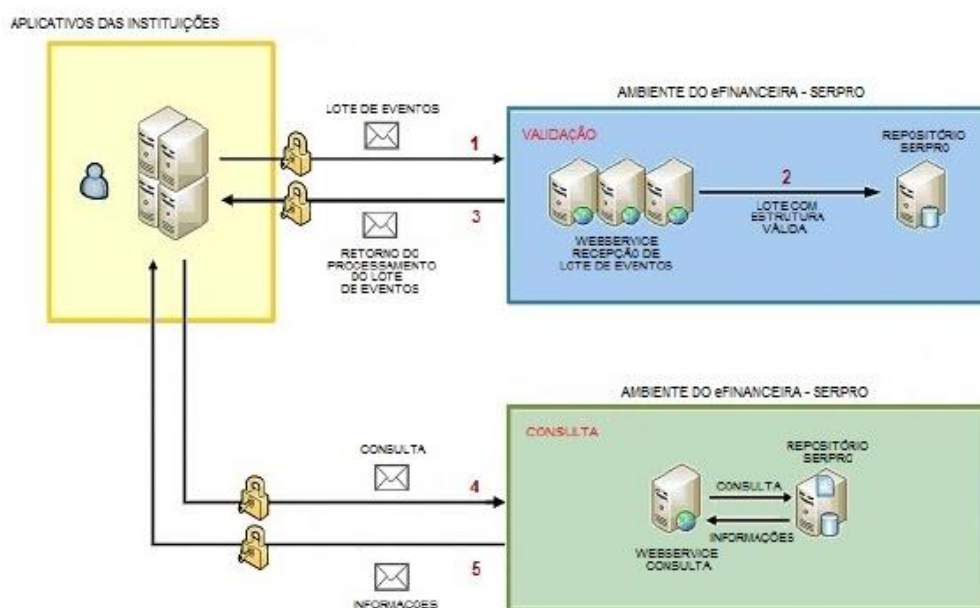 APLICATIVOS DAS INSTITUIÇÕES
AMBIENTE DO eFINANCEIRA - SERPRO
LOTE DE EVENTOS
1
VALIDAÇÃO
REPOSITÓRIO
SERPRO
2
LOTE COM
ESTRUTURA
VÁLIDA
3
RETORNO DO
PROCESSAMENTO
DO LOTE
DE EVENTOS
WEBSERVICE
RECEPÇÃO DE
LOTE DE EVENTOS
AMBIENTE DO eFINANCEIRA - SERPRO
CONSULTA
4
CONSULTA
REPOSITÓRIO
SERPRO
CONSULTA
INFORMAÇÕES
WEBSERVICE
CONSULTA
5
INFORMAÇÕES